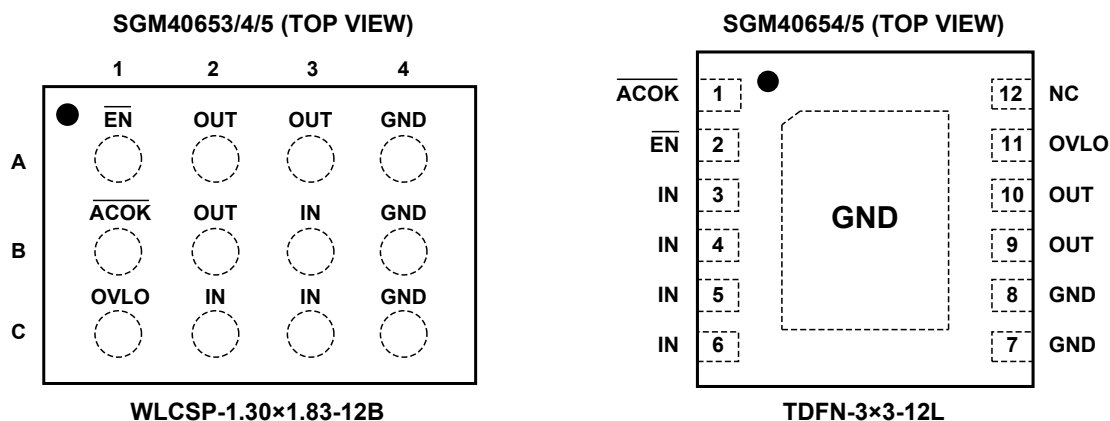 SGM40653/4/5 (TOP VIEW)
1 2 3 4
A
EN OUT OUT GND
B
ACOK OUT IN GND
C
OVLO IN IN GND
WLCSP-1.30×1.83-12B
SGM40654/5 (TOP VIEW)
ACOK 1 12 NC
EN 2 11 OVLO
IN 3 10 OUT
GND
IN 4 9 OUT
IN 5 8 GND
IN 6 7 GND
TDFN-3×3-12L